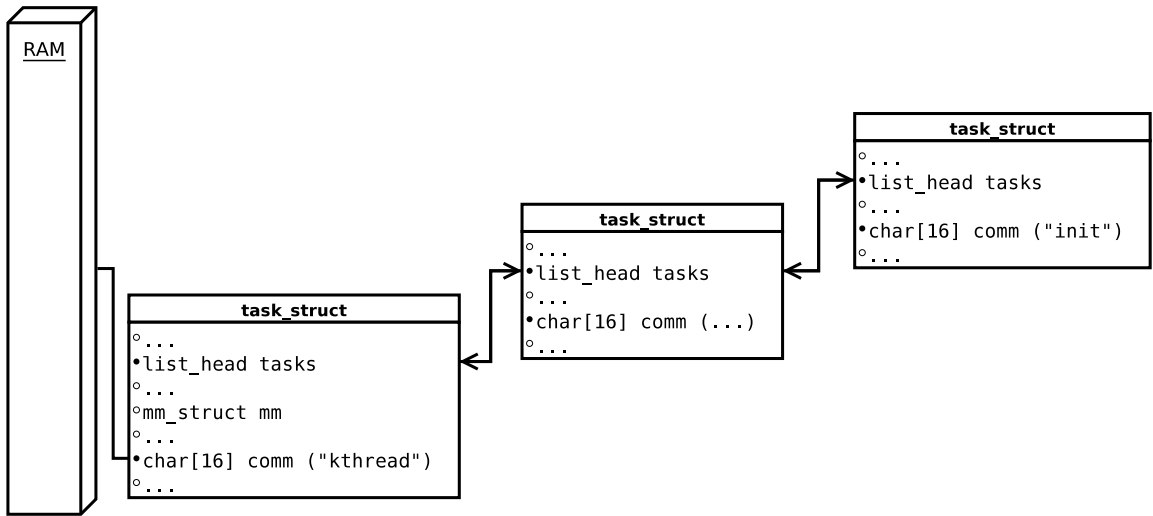 RAM
task_struct
...
list_head tasks
...
mm_struct mm
...
char[16] comm ("kthread")
...
task_struct
...
list_head tasks
...
char[16] comm (...)
...
task_struct
...
list_head tasks
...
char[16] comm ("init")
...